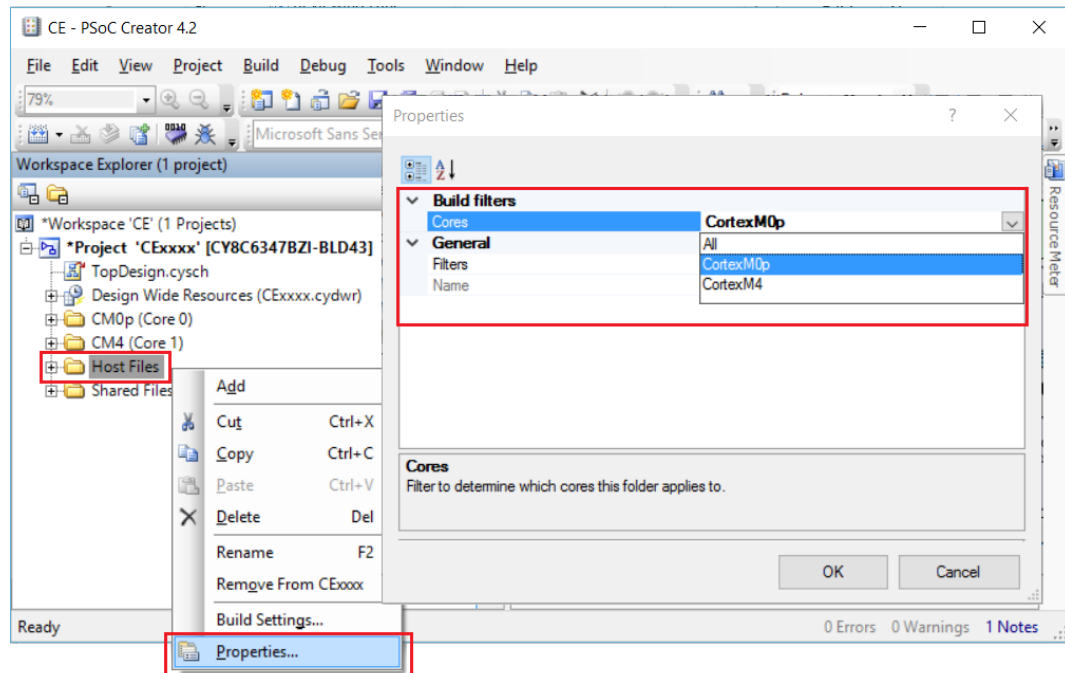 CE - PSoC Creator 4.2
File Edit View Project Build Debug Tools Window Help
79%
Microsoft Sans Ser
Workspace Explorer (1 project)
*Workspace 'CE' (1 Projects)
*Project 'CExxxx' [CY8C6347BZI-BLD43]
TopDesign.cysch
Design Wide Resources (CExxxx.cydwr)
CM0p (Core 0)
CM4 (Core 1)
Host Files
Shared Files
Add
Cut Ctrl+X
Copy Ctrl+C
Paste Ctrl+V
Delete Del
Rename F2
Remove From CExxxx
Build Settings...
Properties...
Properties
?
Build filters
Cores CortexM0p
General
Filters
Name
All
CortexM0p
CortexM4
Cores
Filter to determine which cores this folder applies to.
OK Cancel
Resource Meter
Ready
0 Errors 0 Warnings 1 Notes